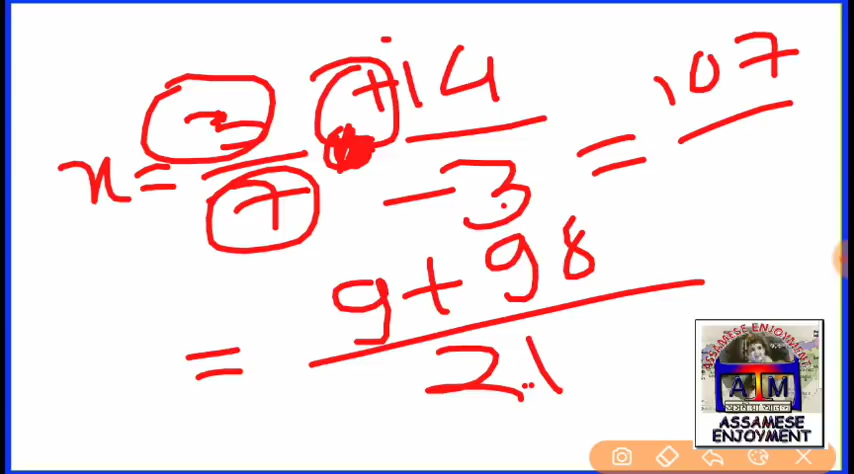 x = 3/7 + 14/-3 = 107
= 9+98/21
ASSAMESE ENJOYMENT
ATM
ASSAMESE
ENJOYMENT